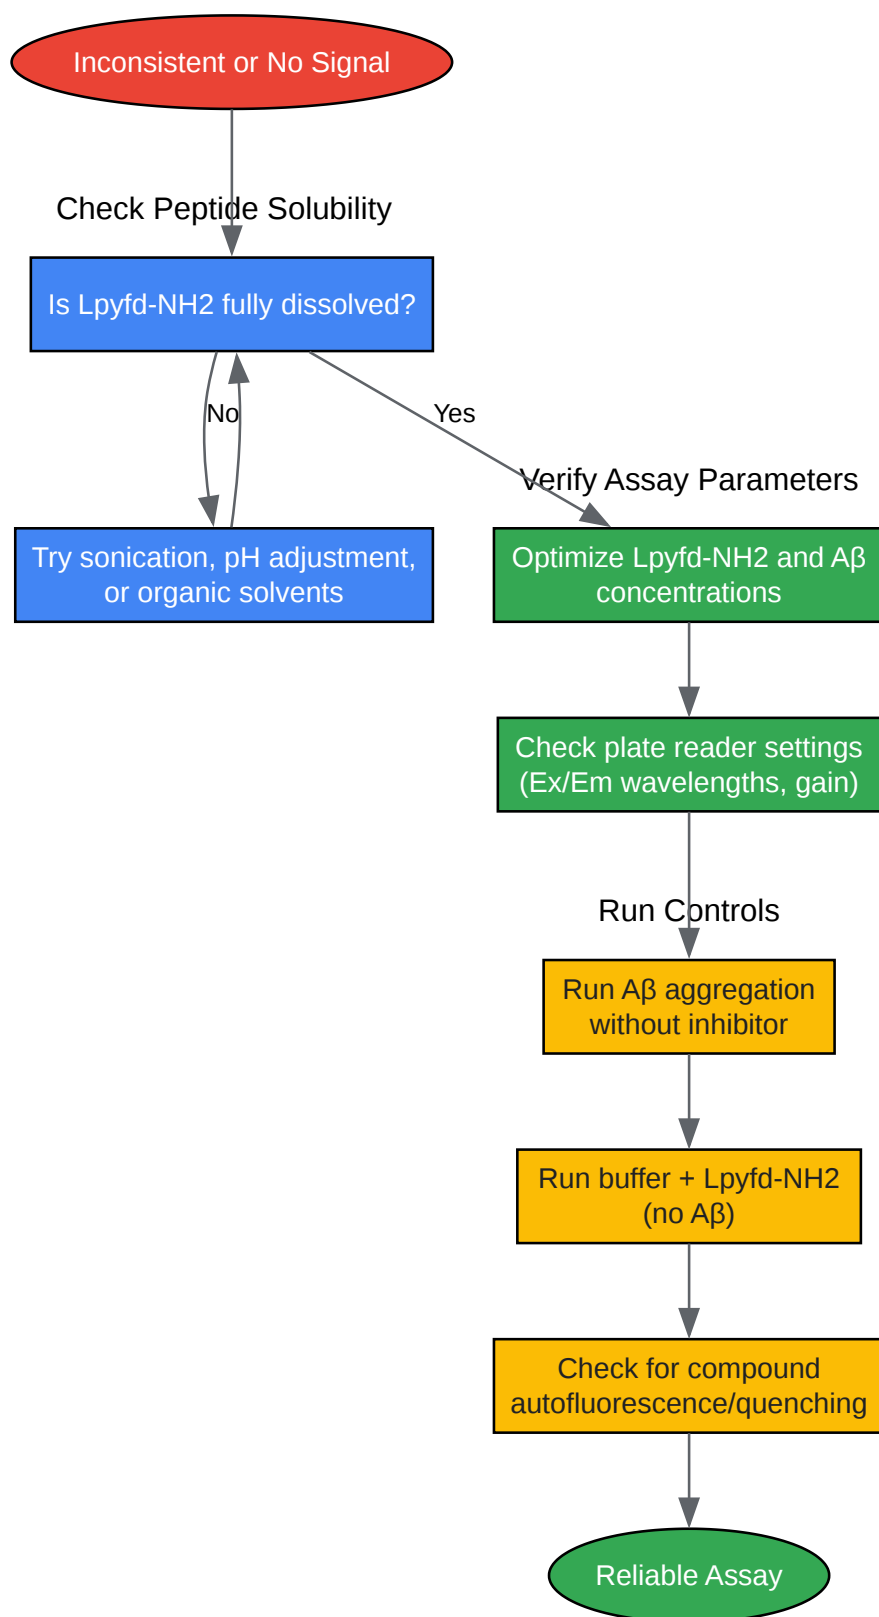 Inconsistent or No Signal
Check Peptide Solubility
Is Lpyfd-NH2 fully dissolved?
No
Yes
Verify Assay Parameters
Try sonication, pH adjustment,
or organic solvents
Optimize Lpyfd-NH2 and Aβ
concentrations
Check plate reader settings
(Ex/Em wavelengths, gain)
Run Controls
Run Aβ aggregation
without inhibitor
Run buffer + Lpyfd-NH2
(no Aβ)
Check for compound
autofluorescence/quenching
Reliable Assay